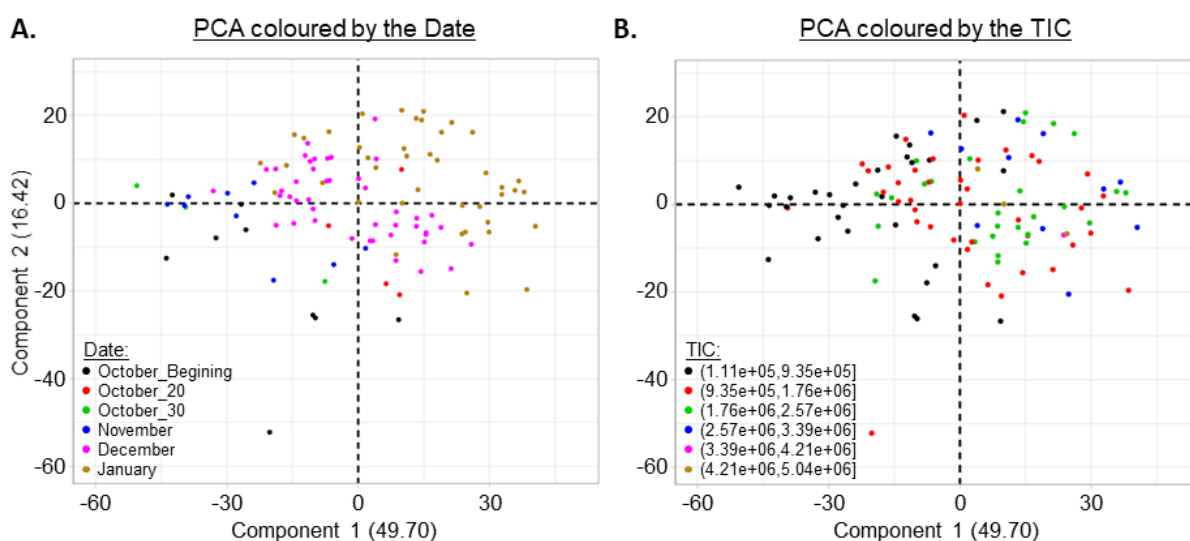 A.
PCA coloured by the Date
20
0
-20
-40
-60
-60
-30
0
30
Component 2 (16.42)
Component 1 (49.70)
Date:
October_Begining
October_20
October_30
November
December
January
B.
PCA coloured by the TIC
20
0
-20
-40
-60
-60
-30
0
30
Component 1 (49.70)
TIC:
(1.11e+05,9.35e+05]
(9.35e+05,1.76e+06]
(1.76e+06,2.57e+06]
(2.57e+06,3.39e+06]
(3.39e+06,4.21e+06]
(4.21e+06,5.04e+06]